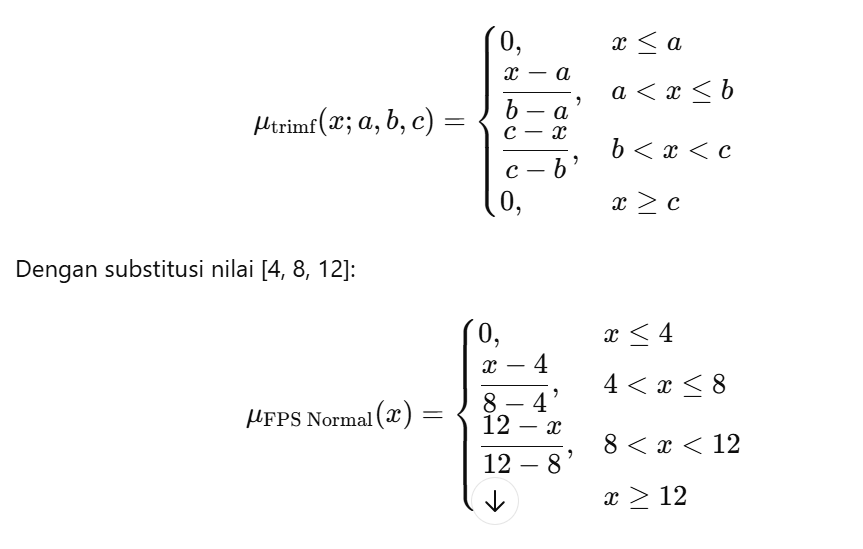 μtrimf(x; a, b, c) =
0, x ≤ a
x − a / b − a, a < x ≤ b
c − x / c − b, b < x < c
0, x ≥ c
Dengan substitusi nilai [4, 8, 12]:
μFPS Normal(x) =
0, x ≤ 4
x − 4 / 8 − 4, 4 < x ≤ 8
12 − x / 12 − 8, 8 < x < 12
x ≥ 12